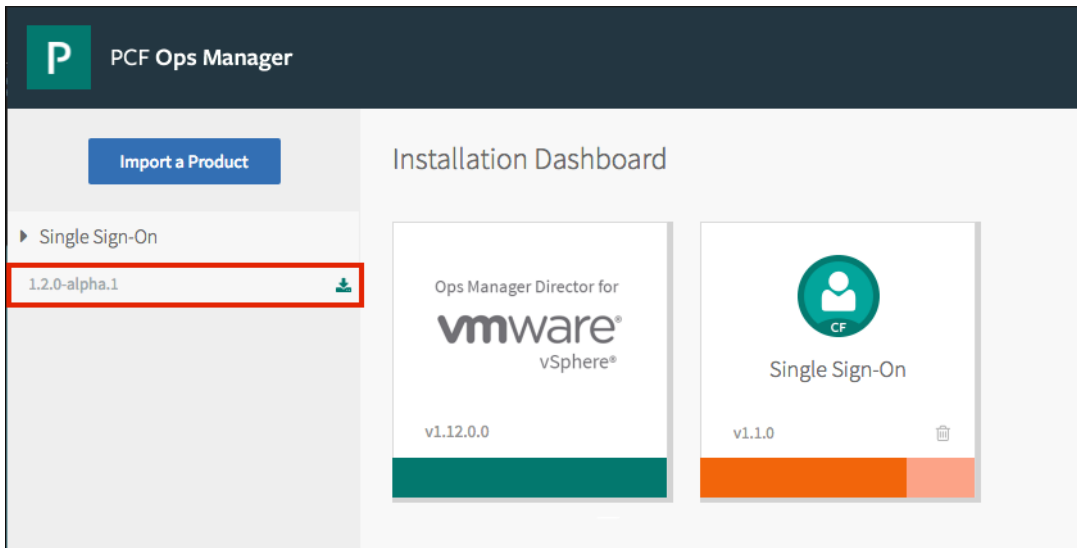 P
PCF Ops Manager
Import a Product
Installation Dashboard
Single Sign-On
1.2.0-alpha.1
Ops Manager Director for
vmware®
vSphere®
v1.12.0.0
CF
Single Sign-On
v1.1.0